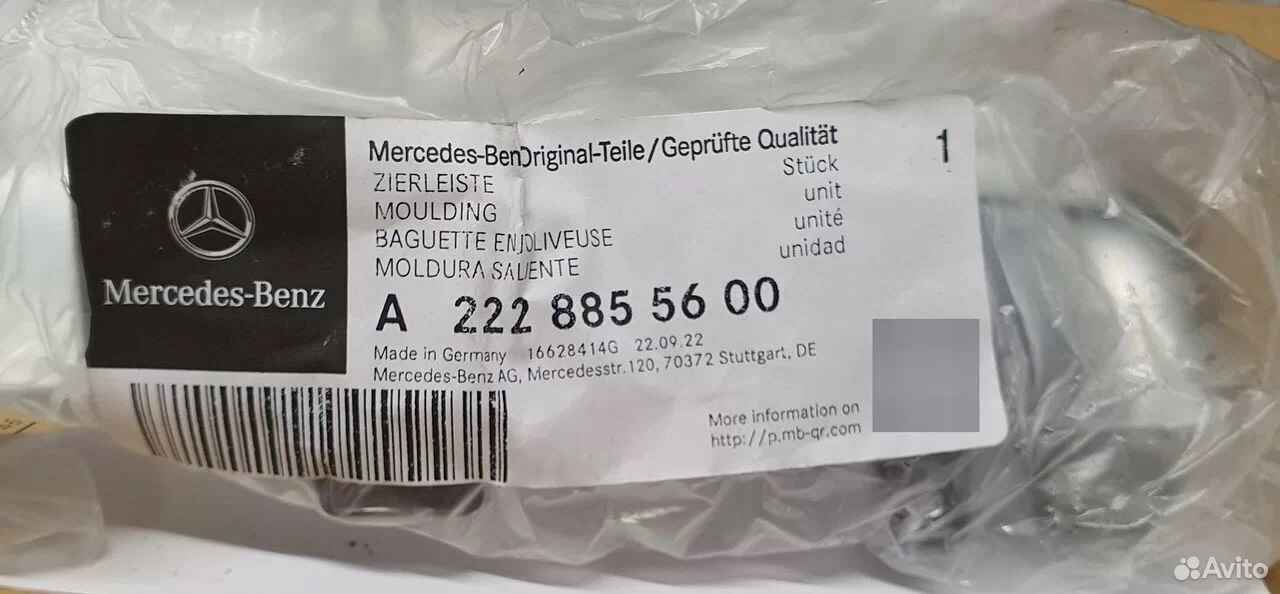 Mercedes-Benz
Mercedes-BenOriginal-Teile/Geprüfte Qualität
1
ZIERLEISTE
Stück
MOULDING
unit
BAGUETTE ENJOLIVEUSE
unité
MOLDURA SALIENTE
unidad
A 222 885 56 00
Made in Germany 16628414G 22.09.22
Mercedes-Benz AG, Mercedesstr.120, 70372 Stuttgart, DE
More information on
http://p.mb-qr.com
Avito